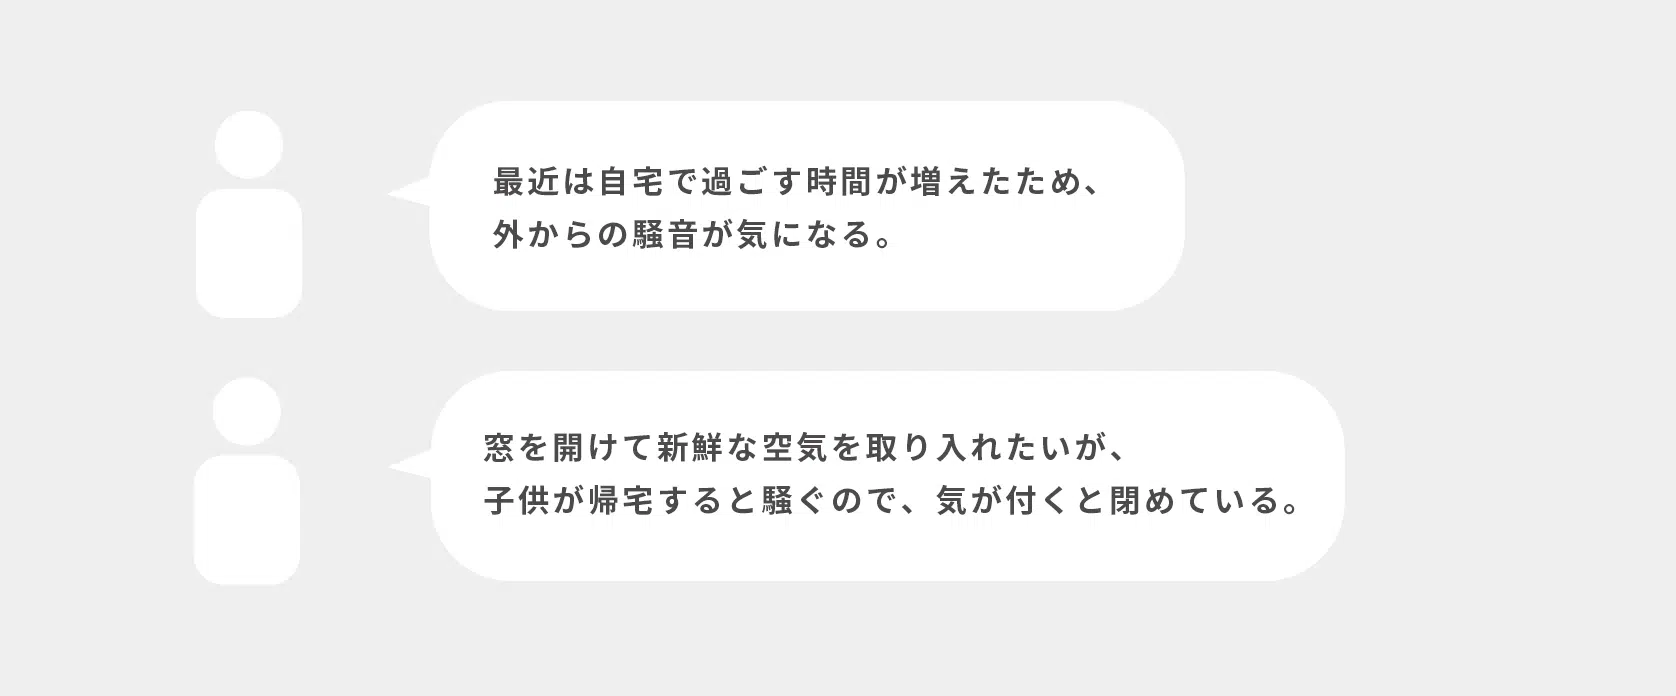 最近は自宅で過ごす時間が増えたため、
外からの騒音が気になる。
窓を開けて新鮮な空気を取り入れたいが、
子供が帰宅すると騒ぐので、気が付くと閉めている。